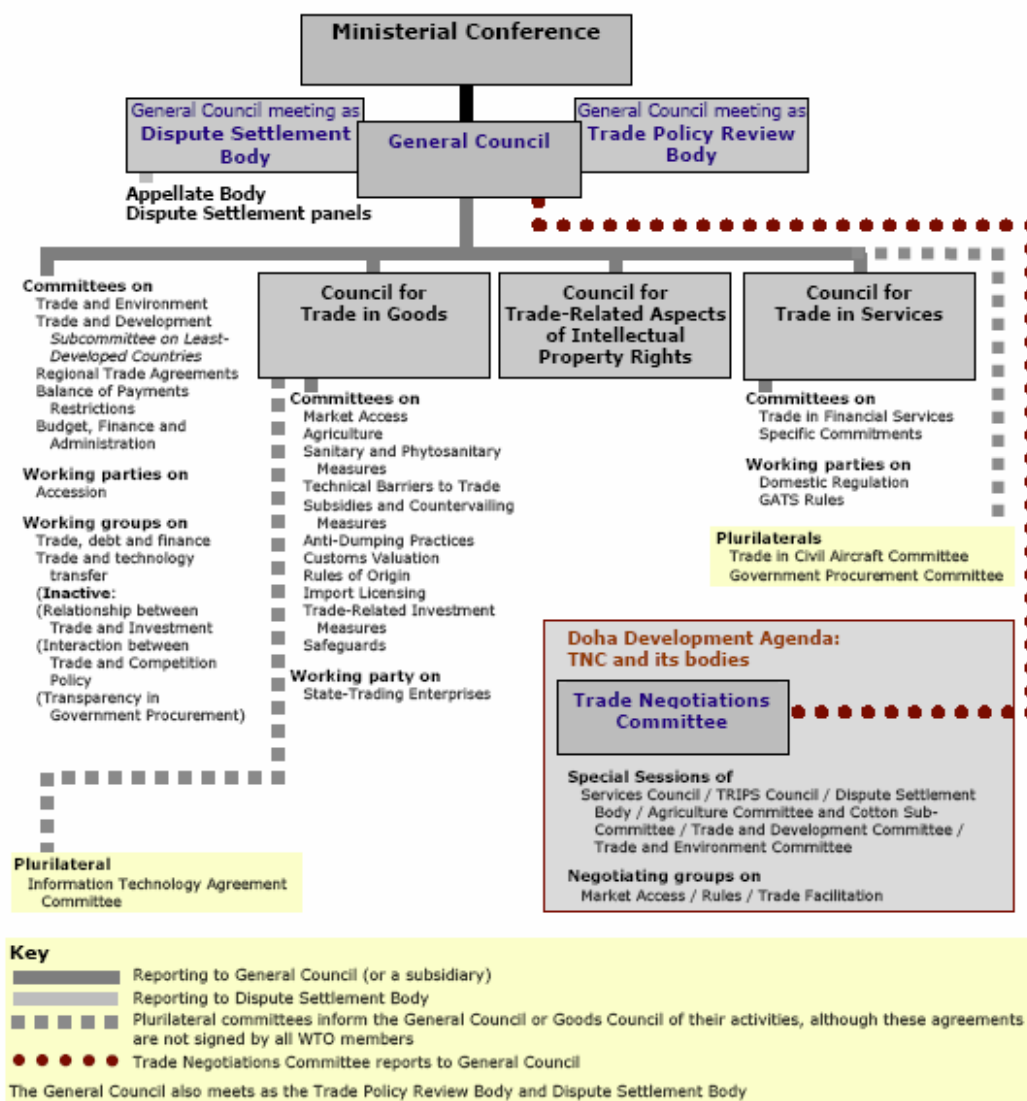 Ministerial Conference
General Council meeting as
Dispute Settlement
Body
General Council
General Council meeting as
Trade Policy Review
Body
Appellate Body
Dispute Settlement panels
Committees on
Trade and Environment
Trade and Development
Subcommittee on Least-
Developed Countries
Regional Trade Agreements
Balance of Payments
Restrictions
Budget, Finance and
Administration
Working parties on
Accession
Working groups on
Trade, debt and finance
Trade and technology
transfer
(Inactive:
(Relationship between
Trade and Investment
(Interaction between
Trade and Competition
Policy
(Transparency in
Government Procurement)
Council for
Trade in Goods
Committees on
Market Access
Agriculture
Sanitary and Phytosanitary
Measures
Technical Barriers to Trade
Subsidies and Countervailing
Measures
Anti-Dumping Practices
Customs Valuation
Rules of Origin
Import Licensing
Trade-Related Investment
Measures
Safeguards
Working party on
State-Trading Enterprises
Council for
Trade-Related Aspects
of Intellectual
Property Rights
Council for
Trade in Services
Committees on
Trade in Financial Services
Specific Commitments
Working parties on
Domestic Regulation
GATS Rules
Plurilaterals
Trade in Civil Aircraft Committee
Government Procurement Committee
Doha Development Agenda:
TNC and its bodies
Trade Negotiations
Committee
Special Sessions of
Services Council / TRIPS Council / Dispute Settlement
Body / Agriculture Committee and Cotton Sub-
Committee / Trade and Development Committee /
Trade and Environment Committee
Negotiating groups on
Market Access / Rules / Trade Facilitation
Plurilateral
Information Technology Agreement
Committee
Key
Reporting to General Council (or a subsidiary)
Reporting to Dispute Settlement Body
Plurilateral committees inform the General Council or Goods Council of their activities, although these agreements
are not signed by all WTO members
Trade Negotiations Committee reports to General Council
The General Council also meets as the Trade Policy Review Body and Dispute Settlement Body